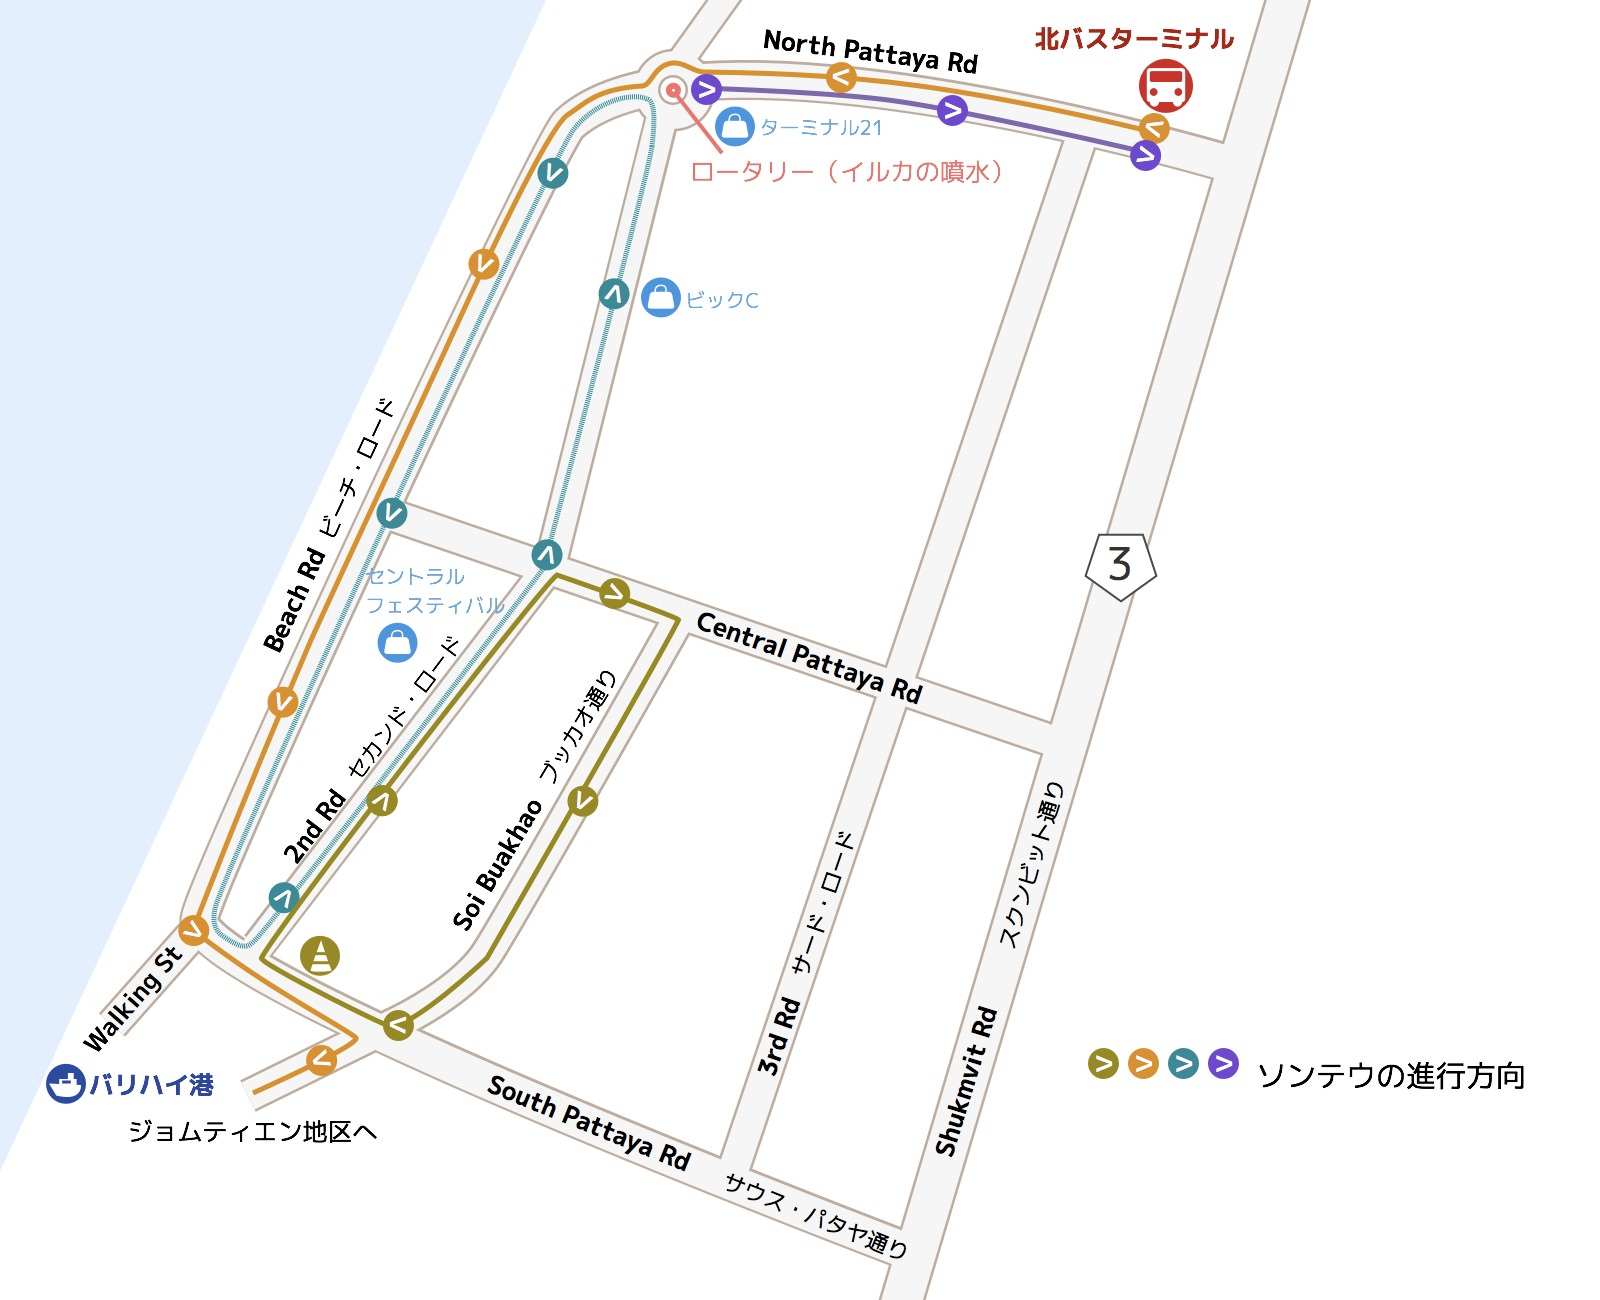 North Pattaya Rd
北バスターミナル
ターミナル21
ロータリー（イルカの噴水）
ビックC
Beach Rd ビーチ・ロード
セントラル
フェスティバル
2nd Rd セカンド・ロード
Central Pattaya Rd
Soi Buakhao ブッカオ通り
3
3rd Rd サード・ロード
Shukmvit Rd スクンビット通り
Walking St
バリハイ港
ジョムティエン地区へ
South Pattaya Rd サウス・パタヤ通り
ソンテウの進行方向